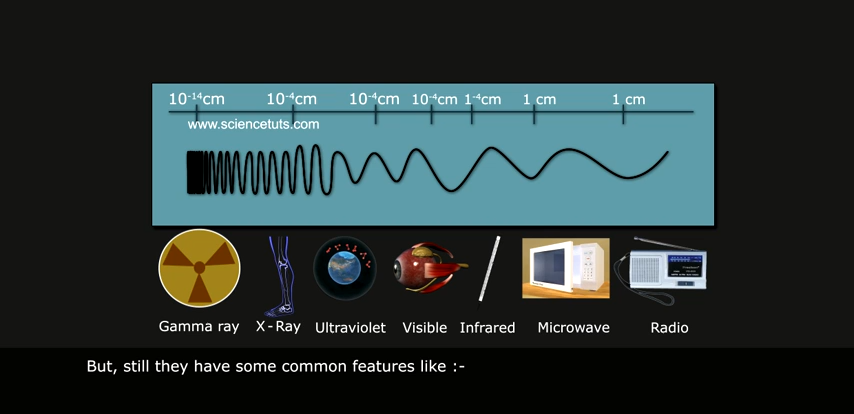 10-14cm 10-4cm 10-4cm 10-4cm 1-4cm 1 cm 1 cm
www.sciencetuts.com
Gamma ray X-Ray Ultraviolet Visible Infrared Microwave Radio
But, still they have some common features like :-